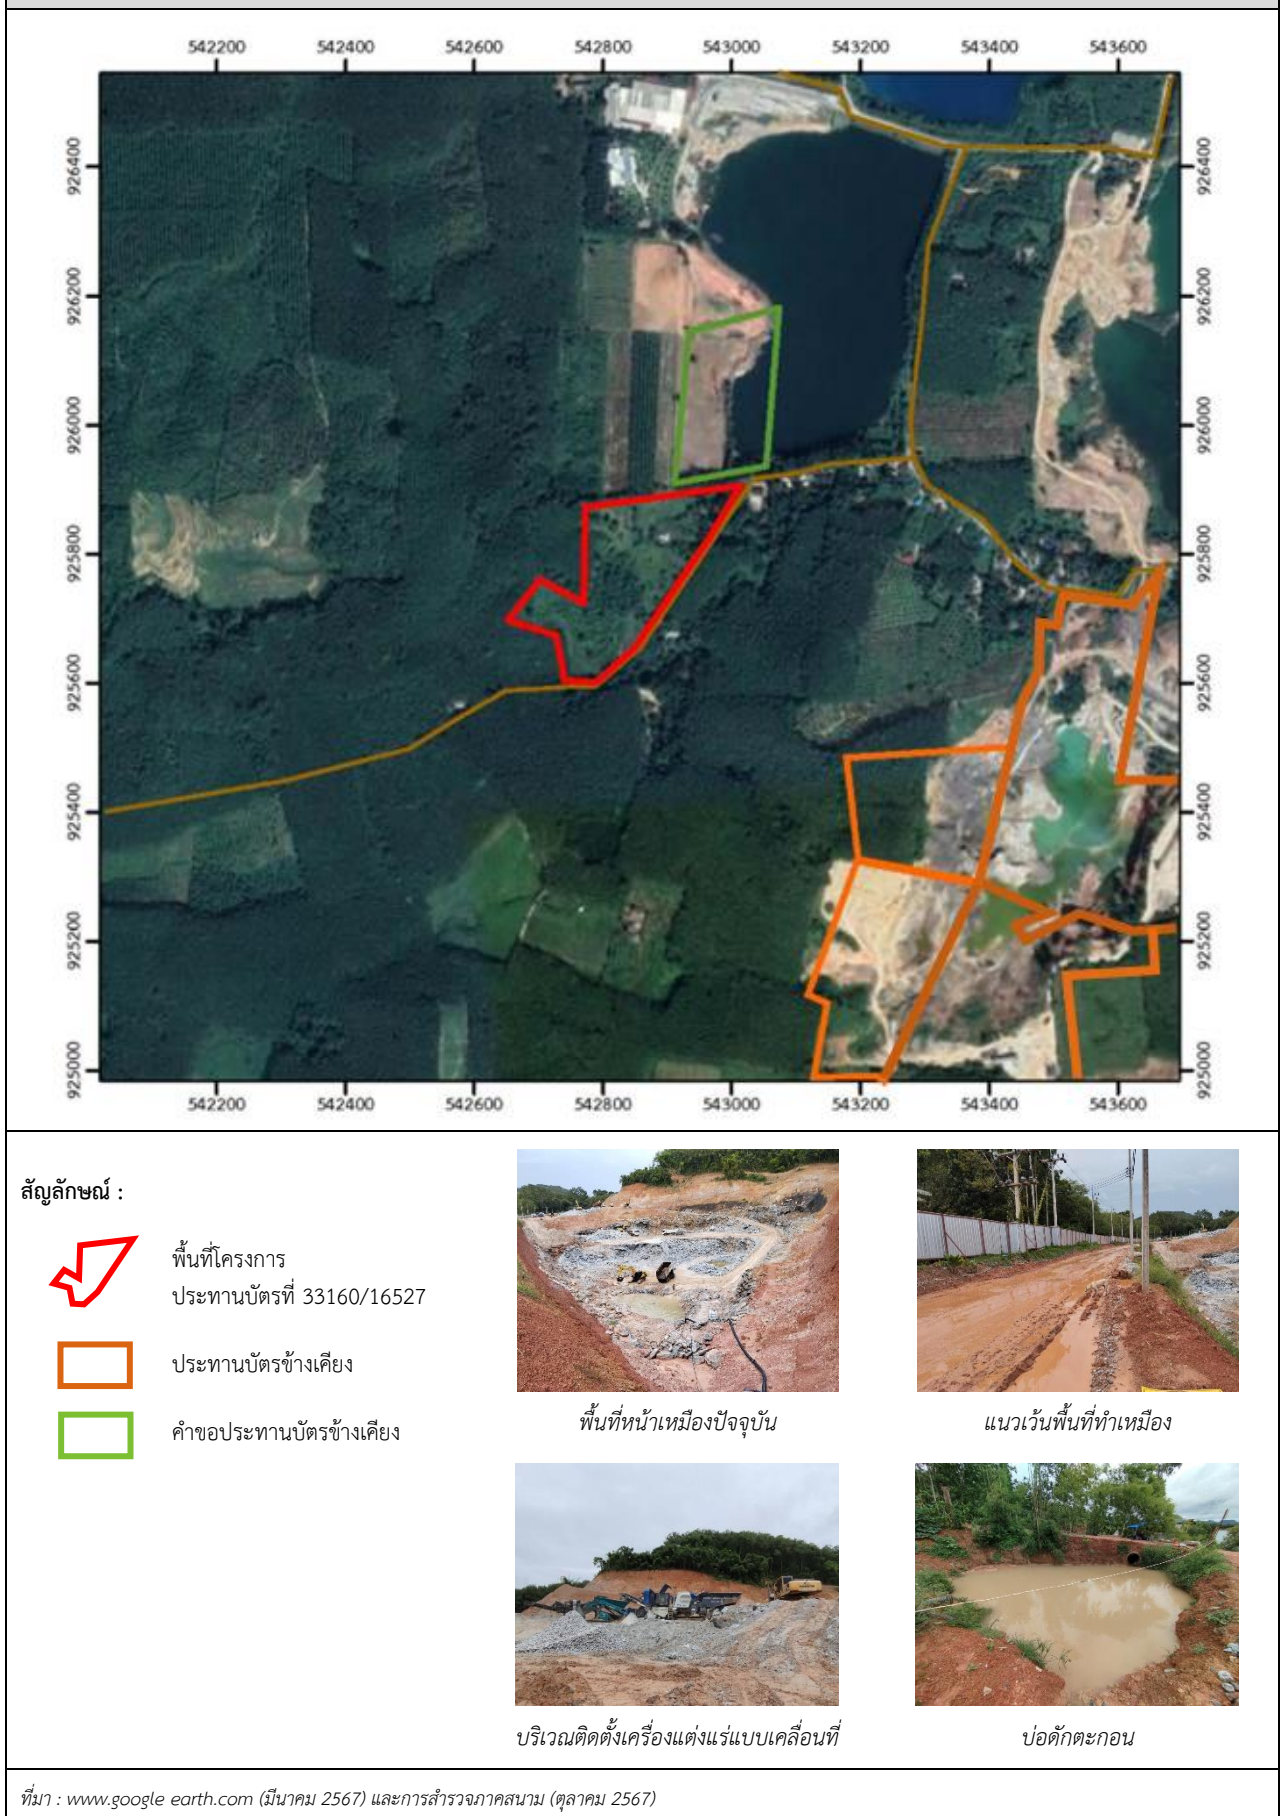 542200 542400 542600 542800 543000 543200 543400 543600
926400 926400
926200 926200
926000 926000
925800 925800
925600 925600
925400 925400
925200 925200
925000 925000
542200 542400 542600 542800 543000 543200 543400 543600
สัญลักษณ์ :
พื้นที่โครงการ
ประทานบัตรที่ 33160/16527
ประทานบัตรข้างเคียง
คำขอประทานบัตรข้างเคียง
พื้นที่หน้าเหมืองปัจจุบัน
แนวเว้นพื้นที่ทำเหมือง
บริเวณติดตั้งเครื่องแต่งแร่แบบเคลื่อนที่
บ่อดักตะกอน
ที่มา : www.google earth.com (มีนาคม 2567) และการสำรวจภาคสนาม (ตุลาคม 2567)